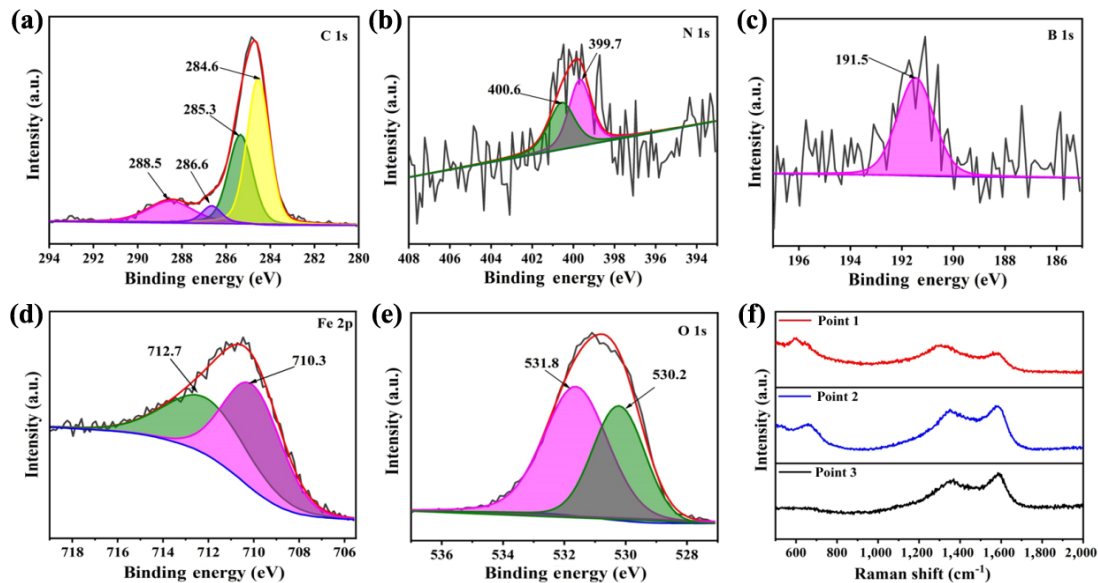 (a)
C 1s
284.6
285.3
288.5
286.6
Intensity (a.u.)
294 292 290 288 286 284 282 280
Binding energy (eV)
(b)
N 1s
399.7
400.6
Intensity (a.u.)
408 406 404 402 400 398 396 394
Binding energy (eV)
(c)
B 1s
191.5
Intensity (a.u.)
196 194 192 190 188 186
Binding energy (eV)
(d)
Fe 2p
712.7
710.3
Intensity (a.u.)
718 716 714 712 710 708 706
Binding energy (eV)
(e)
O 1s
531.8
530.2
Intensity (a.u.)
536 534 532 530 528
Binding energy (eV)
(f)
Point 1
Point 2
Point 3
Intensity (a.u.)
600 800 1,000 1,200 1,400 1,600 1,800 2,000
Raman shift (cm⁻¹)